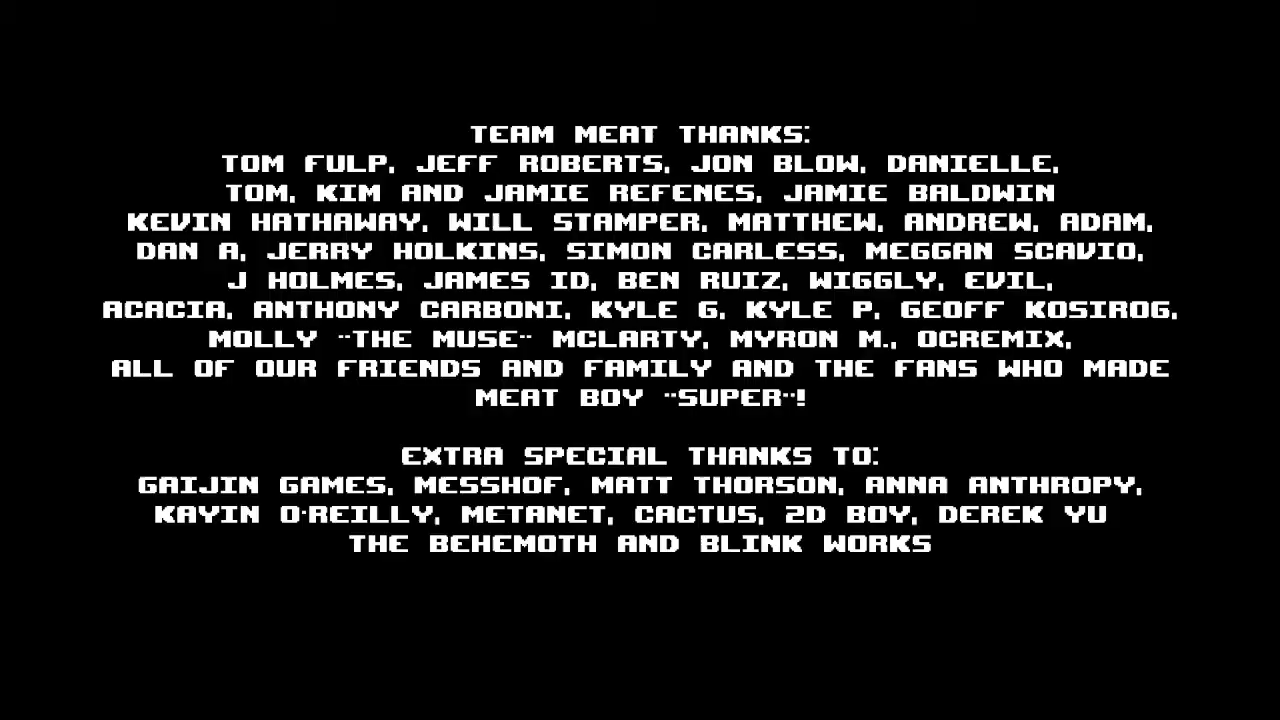 TEAM MEAT THANKS:
TOM FULP, JEFF ROBERTS, JON BLOW, DANIELLE,
TOM, KIM AND JAMIE REFENES, JAMIE BALDWIN
KEVIN HATHAWAY, WILL STAMPER, MATTHEW, ANDREW, ADAM,
DAN A, JERRY HOLKINS, SIMON CARLESS, MEGGAN SCAVIO,
J HOLMES, JAMES ID, BEN RUIZ, WIGGLY, EVIL,
ACACIA, ANTHONY CARBONI, KYLE G, KYLE P, GEOFF KOSIROG,
MOLLY "THE MUSE" MCLARTY, MYRON M., OCREMIX,
ALL OF OUR FRIENDS AND FAMILY AND THE FANS WHO MADE
MEAT BOY "SUPER"!
EXTRA SPECIAL THANKS TO:
GAIJIN GAMES, MESSHOF, MATT THORSON, ANNA ANTHROPY,
KAYIN O'REILLY, METANET, CACTUS, 2D BOY, DEREK YU
THE BEHEMOTH AND BLINK WORKS